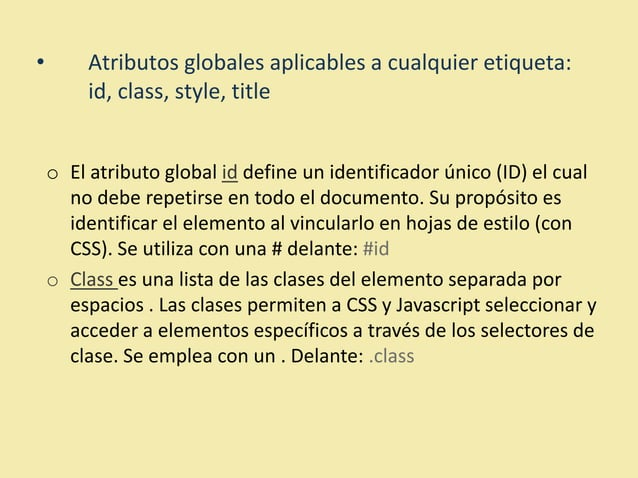 • Atributos globales aplicables a cualquier etiqueta:
id, class, style, title
o El atributo global id define un identificador único (ID) el cual
no debe repetirse en todo el documento. Su propósito es
identificar el elemento al vincularlo en hojas de estilo (con
CSS). Se utiliza con una # delante: #id
o Class es una lista de las clases del elemento separada por
espacios . Las clases permiten a CSS y Javascript seleccionar y
acceder a elementos específicos a través de los selectores de
clase. Se emplea con un . Delante: .class